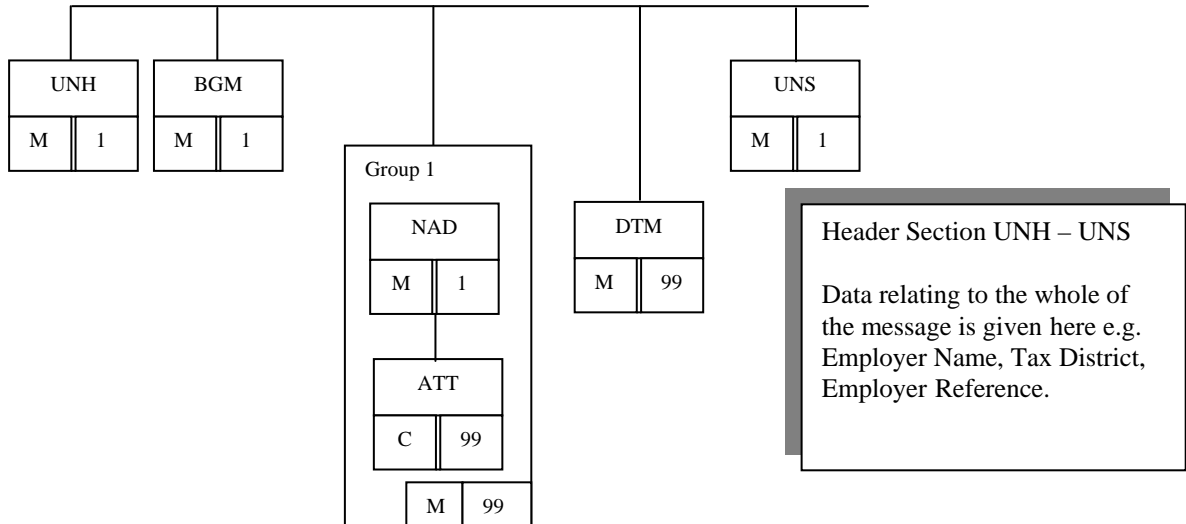 UNH
M 1
BGM
M 1
UNS
M 1
Group 1
NAD
M 1
ATT
C 99
M 99
DTM
M 99
Header Section UNH – UNS
Data relating to the whole of
the message is given here e.g.
Employer Name, Tax District,
Employer Reference.